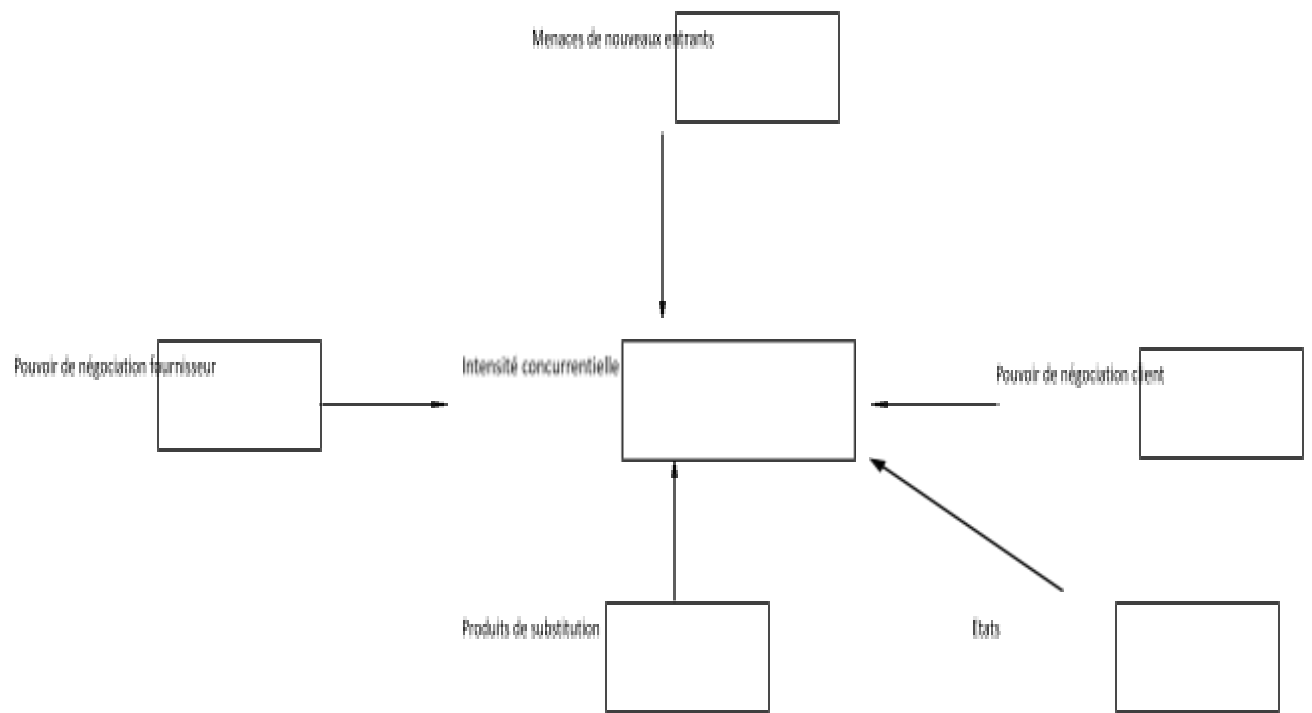 Menaces de nouveaux entrants
Pouvoir de négociation fournisseur
Intensité concurrentielle
Pouvoir de négociation client
Produits de substitution
Etats